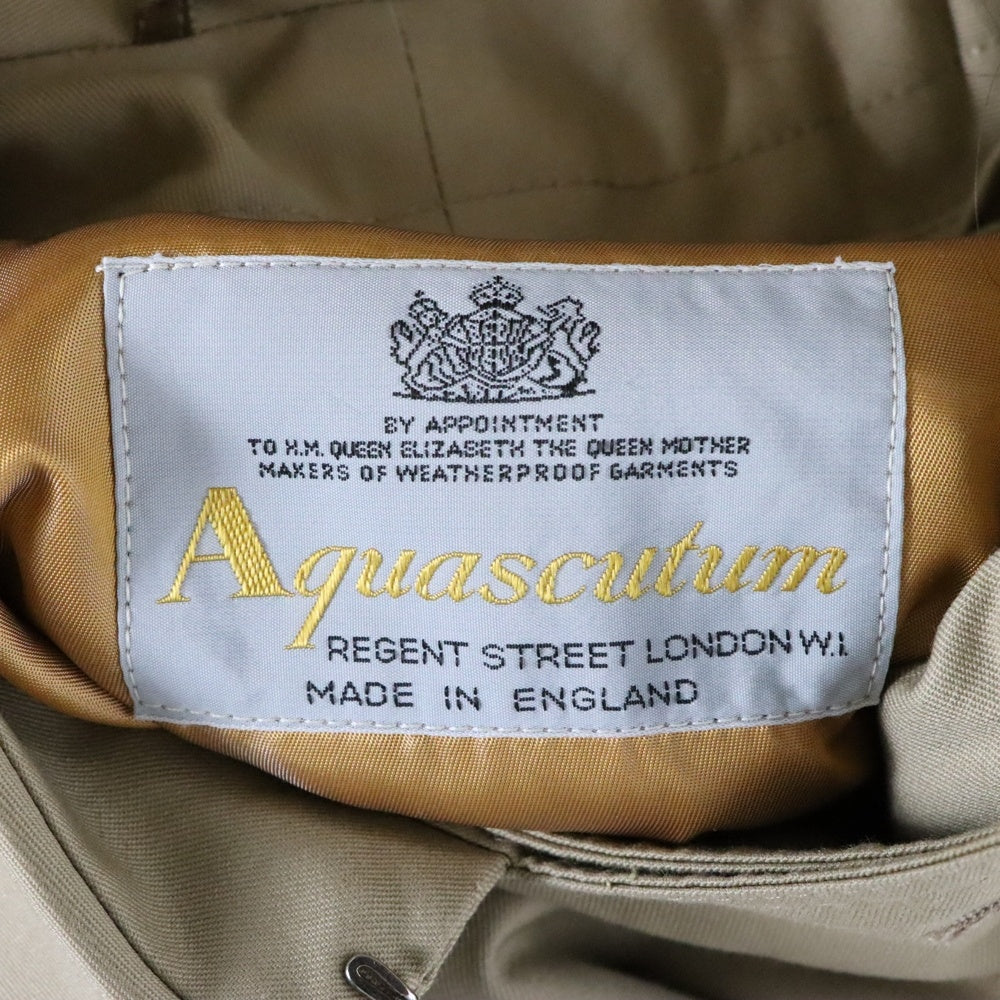 BY APPOINTMENT
TO H.M. QUEEN ELIZABETH THE QUEEN MOTHER
MAKERS OF WEATHERPROOF GARMENTS
Aquascutum
REGENT STREET LONDON W.1.
MADE IN ENGLAND